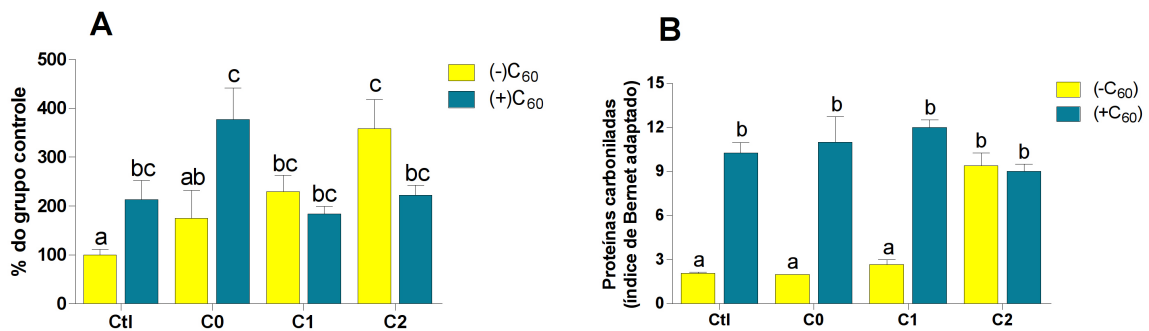 A
% do grupo controle
500
400
300
200
100
0
a
bc
ab
c
bc
bc
c
bc
Ctl
C0
C1
C2
(-)C₆₀
(+)C₆₀
B
Proteínas carboniladas
(índice de Bernet adaptado)
15
12
9
6
3
0
a
b
a
b
a
b
b
b
Ctl
C0
C1
C2
(-C₆₀)
(+C₆₀)